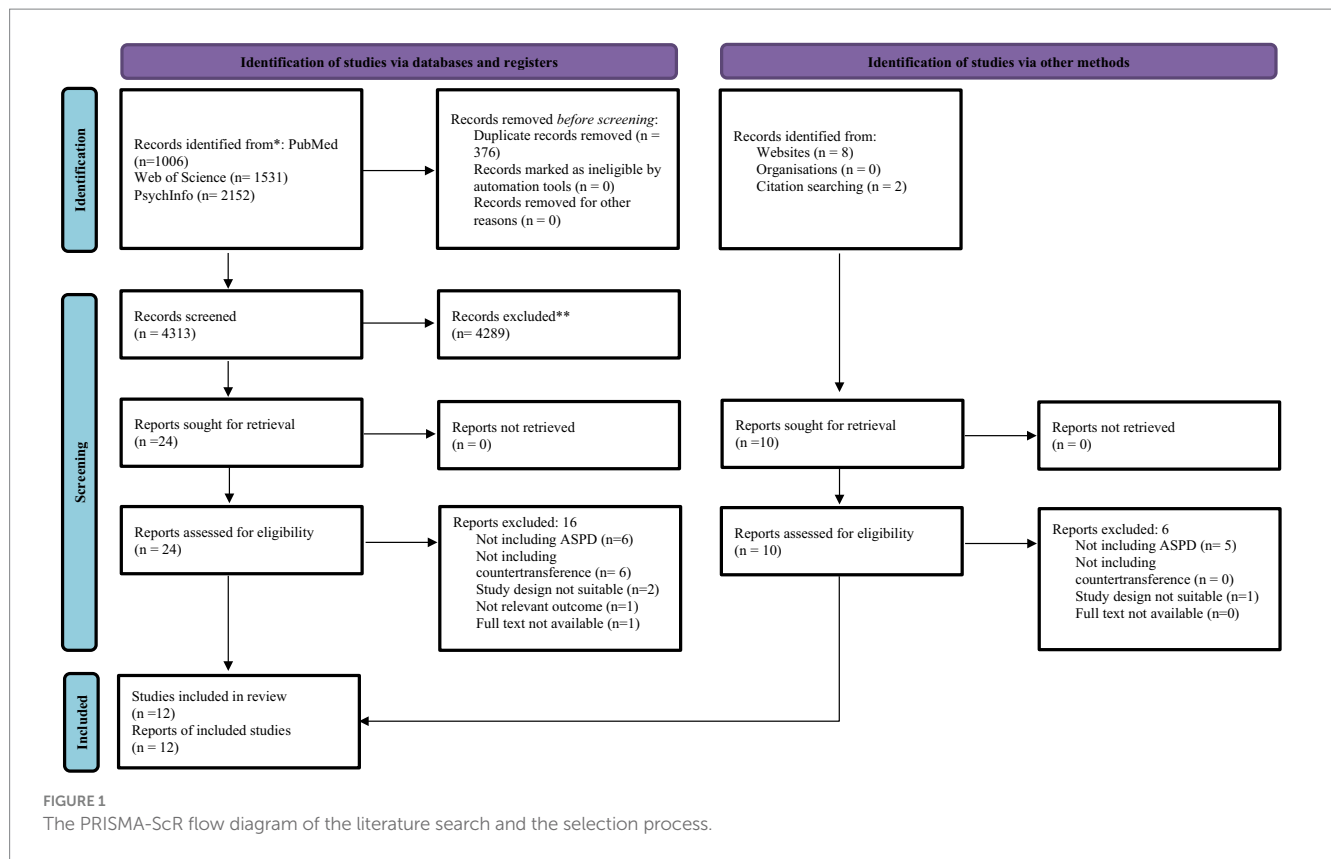 Identification of studies via databases and registers
Identification of studies via other methods
Identification
Records identified from*: PubMed
(n=1006)
Web of Science (n= 1531)
PsychInfo (n= 2152)
Records removed before screening:
Duplicate records removed (n =
376)
Records marked as ineligible by
automation tools (n = 0)
Records removed for other
reasons (n = 0)
Records identified from:
Websites (n = 8)
Organisations (n = 0)
Citation searching (n = 2)
Screening
Records screened
(n = 4313)
Records excluded**
(n= 4289)
Reports sought for retrieval
(n =24)
Reports not retrieved
(n = 0)
Reports sought for retrieval
(n =10)
Reports not retrieved
(n = 0)
Reports assessed for eligibility
(n = 24)
Reports excluded: 16
Not including ASPD (n=6)
Not including
countertransference (n= 6)
Study design not suitable (n=2)
Not relevant outcome (n=1)
Full text not available (n=1)
Reports assessed for eligibility
(n = 10)
Reports excluded: 6
Not including ASPD (n= 5)
Not including
countertransference (n = 0)
Study design not suitable (n=1)
Full text not available (n=0)
Included
Studies included in review
(n =12)
Reports of included studies
(n = 12)
FIGURE 1
The PRISMA-ScR flow diagram of the literature search and the selection process.